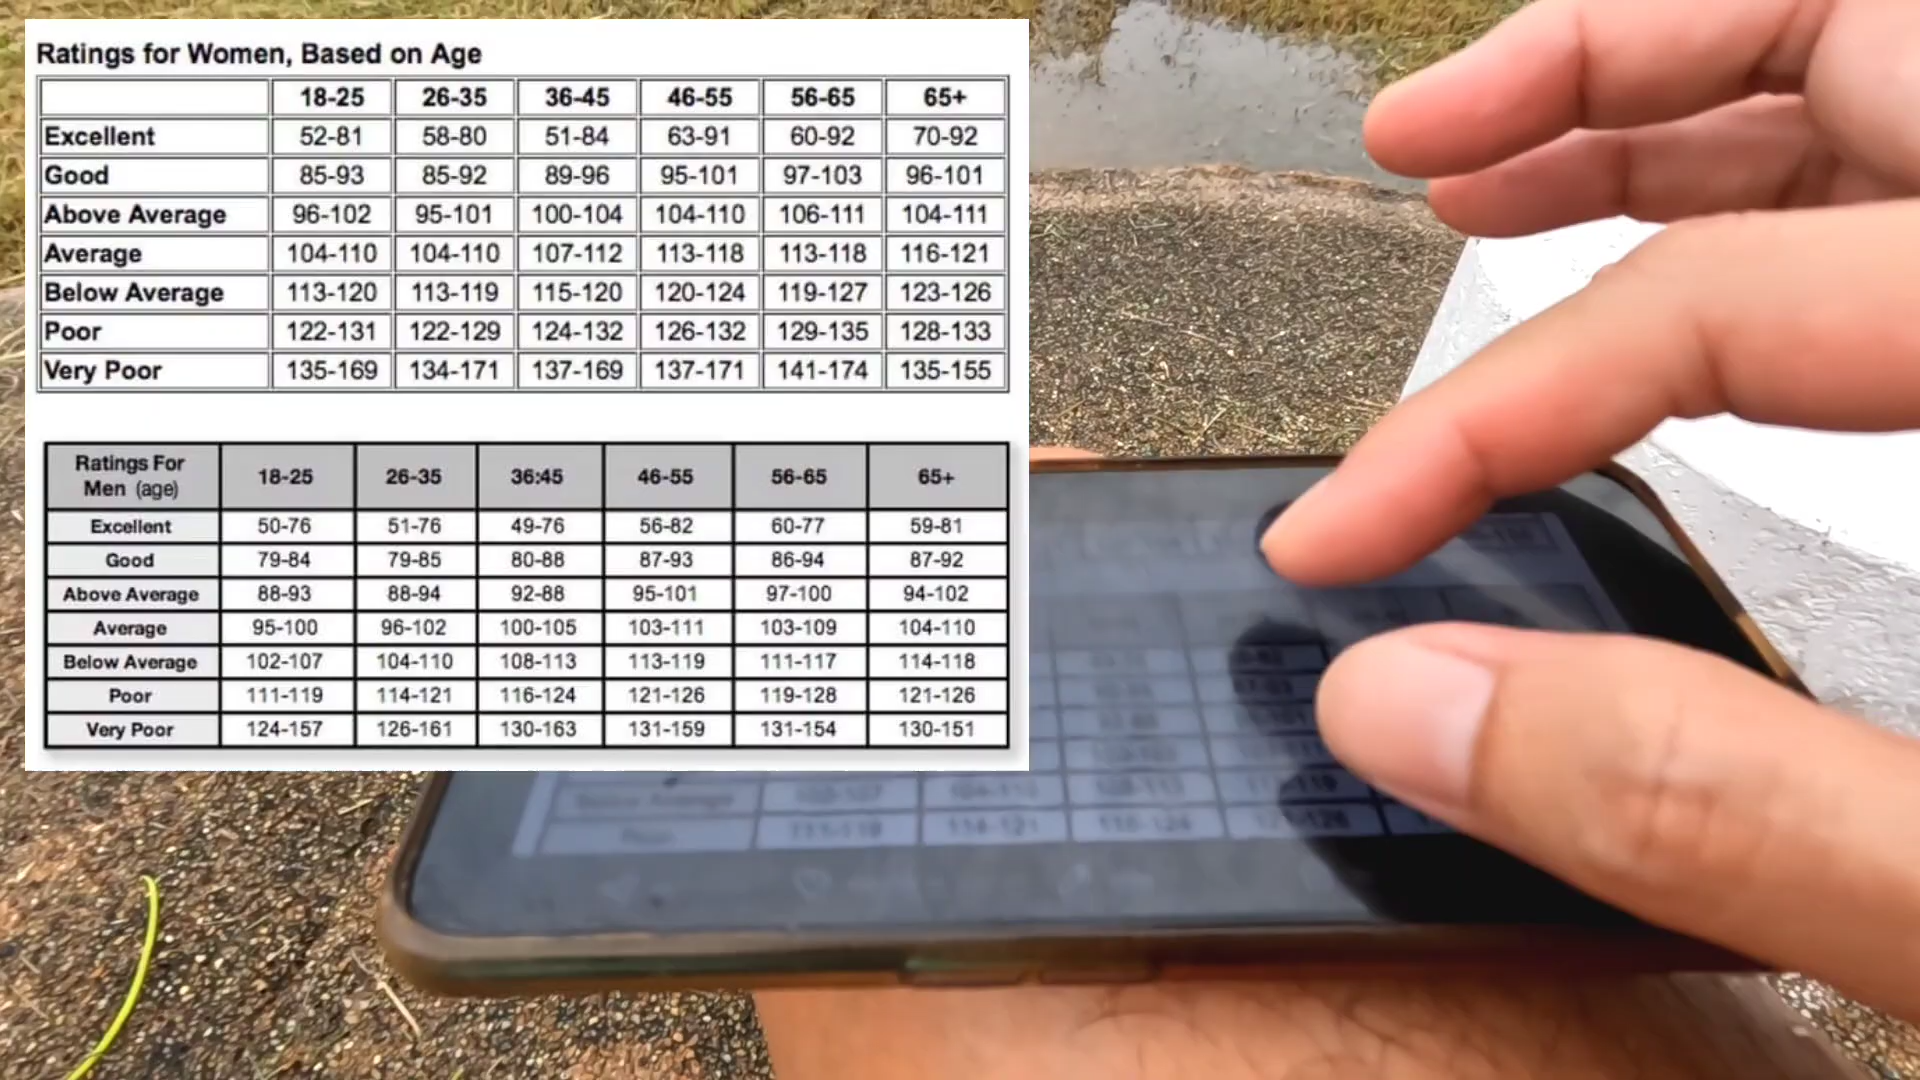 Ratings for Women, Based on Age
18-25 26-35 36-45 46-55 56-65 65+
Excellent 52-81 58-80 51-84 63-91 60-92 70-92
Good 85-93 85-92 89-96 95-101 97-103 96-101
Above Average 96-102 95-101 100-104 104-110 106-111 104-111
Average 104-110 104-110 107-112 113-118 113-118 116-121
Below Average 113-120 113-119 115-120 120-124 119-127 123-126
Poor 122-131 122-129 124-132 126-132 129-135 128-133
Very Poor 135-169 134-171 137-169 137-171 141-174 135-155
Ratings For
Men (age) 18-25 26-35 36:45 46-55 56-65 65+
Excellent 50-76 51-76 49-76 56-82 60-77 59-81
Good 79-84 79-85 80-88 87-93 86-94 87-92
Above Average 88-93 88-94 92-88 95-101 97-100 94-102
Average 95-100 96-102 100-105 103-111 103-109 104-110
Below Average 102-107 104-110 108-113 113-119 111-117 114-118
Poor 111-119 114-121 116-124 121-126 119-128 121-126
Very Poor 124-157 126-161 130-163 131-159 131-154 130-151